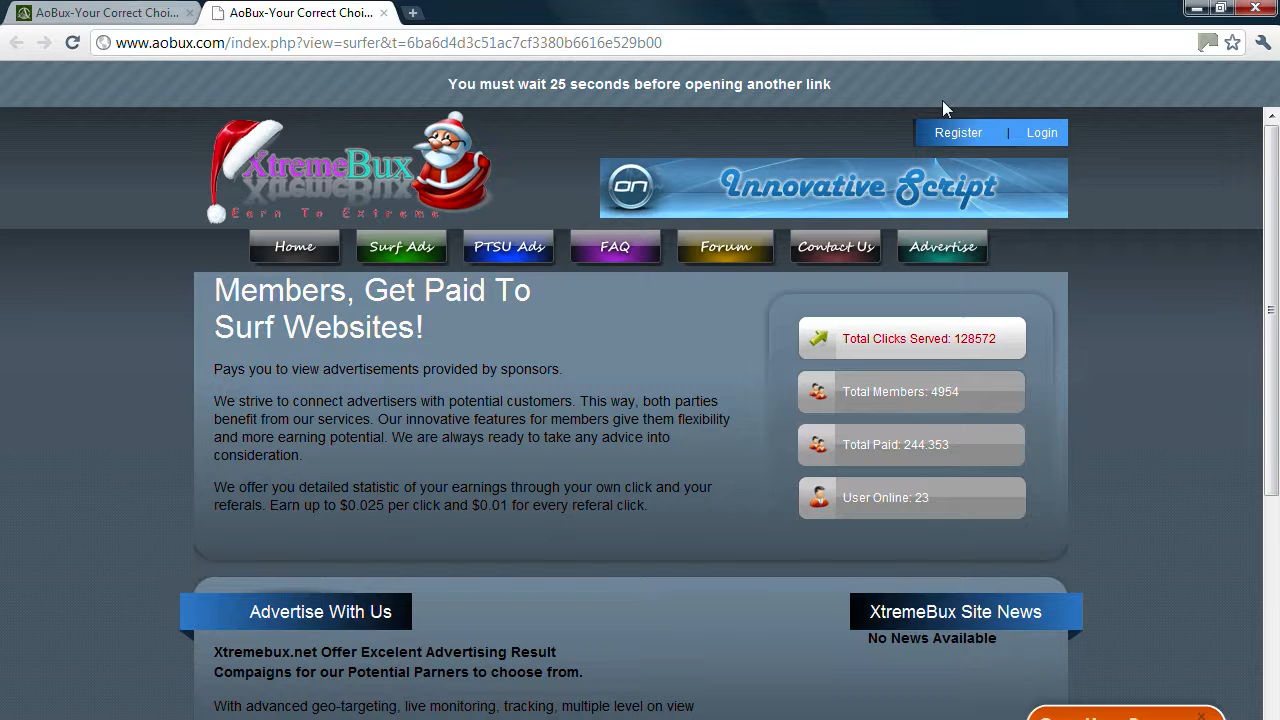 AoBux-Your Correct Choi...
AoBux-Your Correct Choi...
www.aobux.com/index.php?view=surfer&t=6ba6d4d3c51ac7cf3380b6616e529b00
You must wait 25 seconds before opening another link
Register | Login
XtremeBux
Earn To Extreme
ON Innovative Script
Home Surf Ads PTSU Ads FAQ Forum Contact Us Advertise
Members, Get Paid To
Surf Websites!
Pays you to view advertisements provided by sponsors.
We strive to connect advertisers with potential customers. This way, both parties
benefit from our services. Our innovative features for members give them flexibility
and more earning potential. We are always ready to take any advice into
consideration.
We offer you detailed statistic of your earnings through your own click and your
referals. Earn up to $0.025 per click and $0.01 for every referal click.
Total Clicks Served: 128572
Total Members: 4954
Total Paid: 244.353
User Online: 23
Advertise With Us
XtremeBux Site News
No News Available
Xtremebux.net Offer Excelent Advertising Result
Compaigns for our Potential Parners to choose from.
With advanced geo-targeting, live monitoring, tracking, multiple level on view